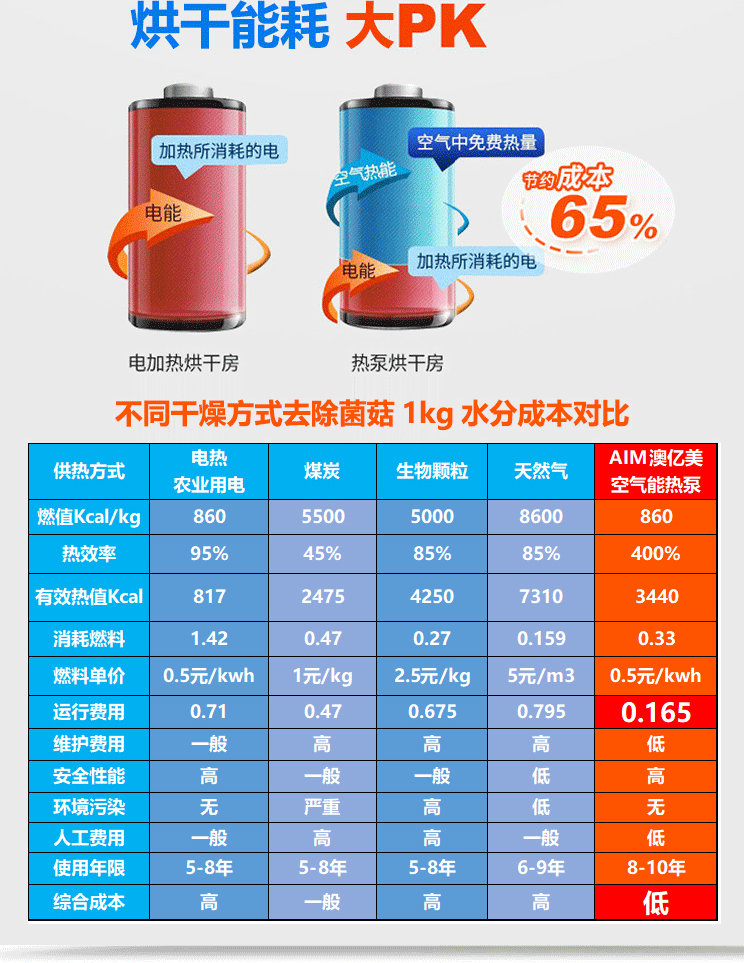 烘干能耗 大PK
加热所消耗的电
电能
空气中免费热量
空气热能
节约成本
65%
加热所消耗的电
电能
电加热烘干房
热泵烘干房
不同干燥方式去除菌菇 1kg 水分成本对比
供热方式 电热 农业用电 煤炭 生物颗粒 天然气 AIM澳亿美 空气能热泵
燃值Kcal/kg 860 5500 5000 8600 860
热效率 95% 45% 85% 85% 400%
有效热值Kcal 817 2475 4250 7310 3440
消耗燃料 1.42 0.47 0.27 0.159 0.33
燃料单价 0.5元/kwh 1元/kg 2.5元/kg 5元/m3 0.5元/kwh
运行费用 0.71 0.47 0.675 0.795 0.165
维护费用 一般 高 高 高 低
安全性能 高 一般 一般 低 高
环境污染 无 严重 高 低 无
人工费用 一般 高 高 一般 低
使用年限 5-8年 5-8年 5-8年 6-9年 8-10年
综合成本 高 一般 高 高 低